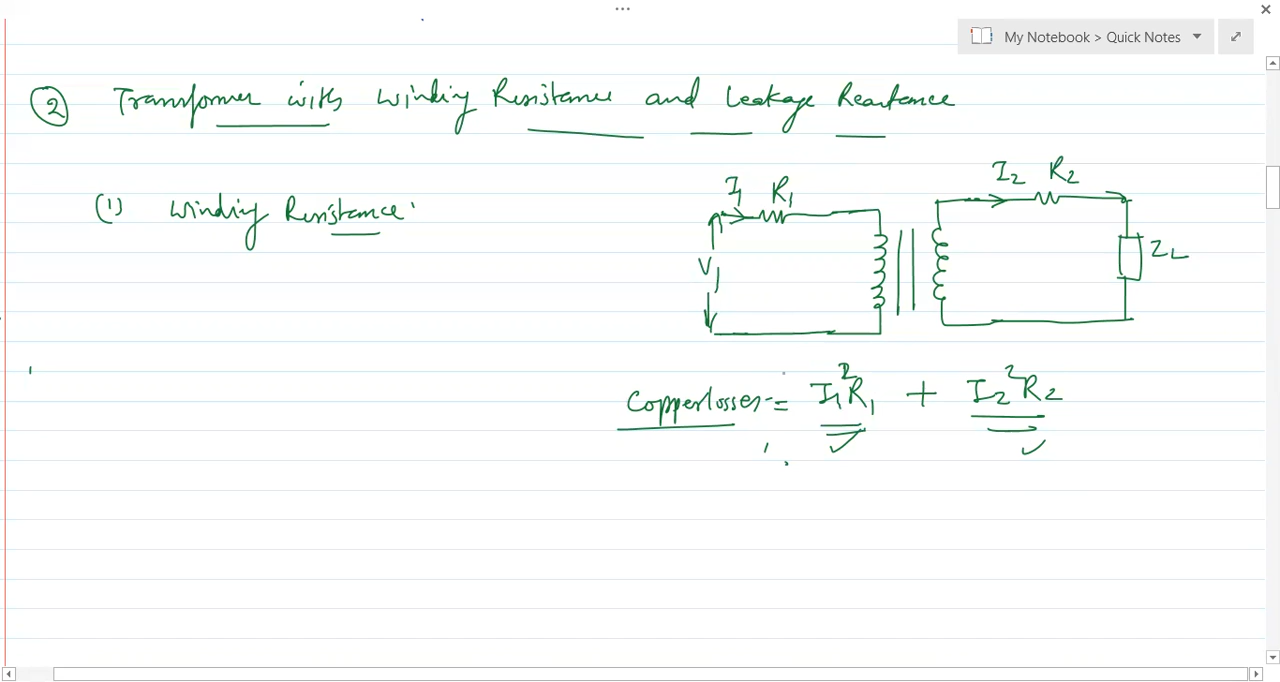 My Notebook > Quick Notes
② Transformer with Winding Resistance and Leakage Reactance
(1) Winding Resistance
I1 R1
I2 R2
V1
ZL
Copperlosses = I1²R1 + I2²R2